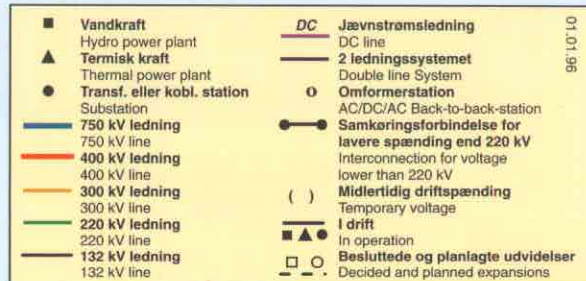 Vandkraft
Hydro power plant
Termisk kraft
Thermal power plant
Transf. eller kobl. station
Substation
750 kV ledning
750 kV line
400 kV ledning
400 kV line
300 kV ledning
300 kV line
220 kV ledning
220 kV line
132 kV ledning
132 kV line
DC Jævnstrømsledning
DC line
2 ledningssystemet
Double line System
Omformerstation
AC/DC/AC Back-to-back-station
Samkøringsforbindelse for
lavere spænding end 220 kV
Interconnection for voltage
lower than 220 kV
( ) Midlertidig driftspænding
Temporary voltage
I drift
In operation
Besluttede og planlagte udvidelser
Decided and planned expansions
01.01.96